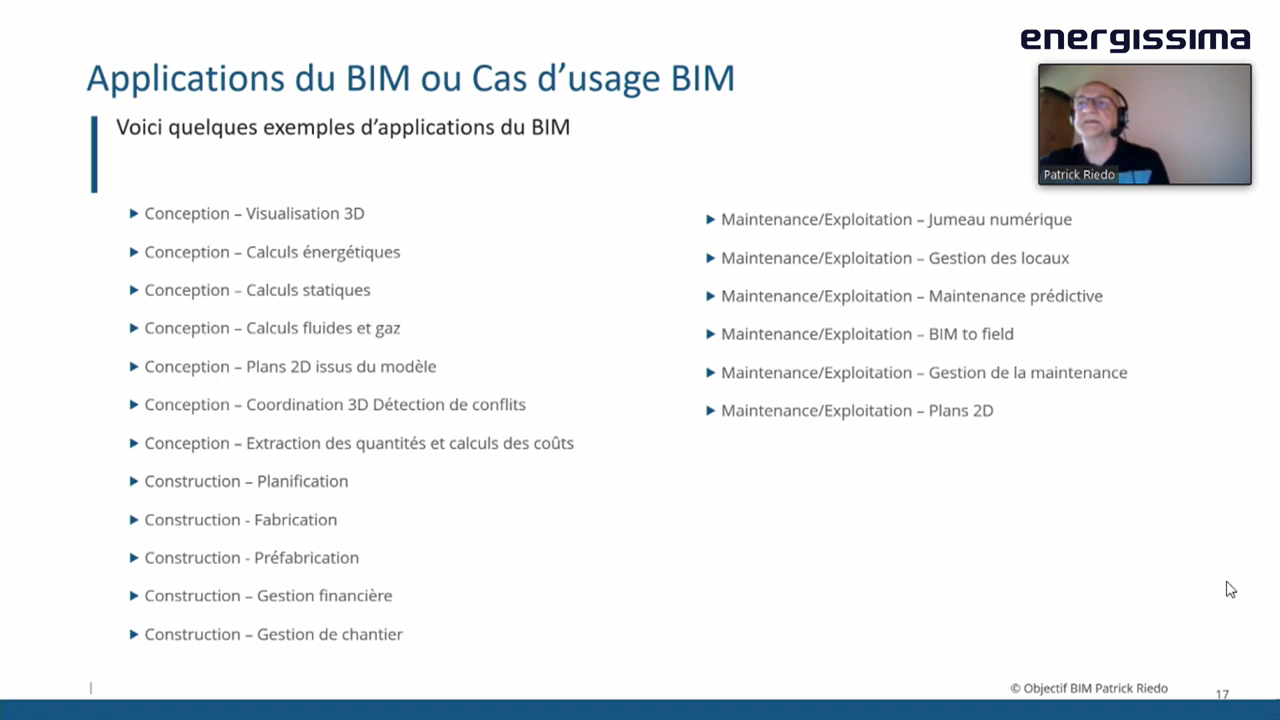 energissima
Applications du BIM ou Cas d’usage BIM
Voici quelques exemples d’applications du BIM
Patrick Riedo
Conception – Visualisation 3D
Conception – Calculs énergétiques
Conception – Calculs statiques
Conception – Calculs fluides et gaz
Conception – Plans 2D issus du modèle
Conception – Coordination 3D Détection de conflits
Conception – Extraction des quantités et calculs des coûts
Construction – Planification
Construction - Fabrication
Construction - Préfabrication
Construction – Gestion financière
Construction – Gestion de chantier
Maintenance/Exploitation – Jumeau numérique
Maintenance/Exploitation – Gestion des locaux
Maintenance/Exploitation – Maintenance prédictive
Maintenance/Exploitation – BIM to field
Maintenance/Exploitation – Gestion de la maintenance
Maintenance/Exploitation – Plans 2D
|
© Objectif BIM Patrick Riedo
17